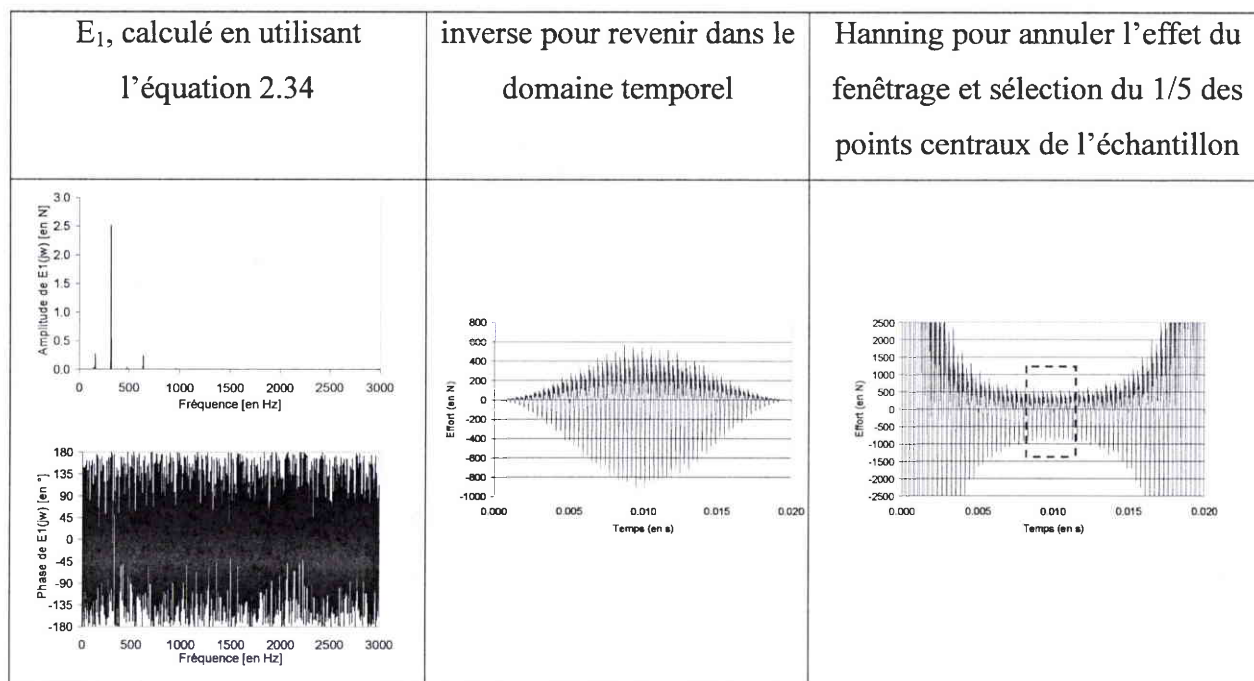 E₁, calculé en utilisant
l'équation 2.34
inverse pour revenir dans le
domaine temporel
Hanning pour annuler l'effet du
fenêtrage et sélection du 1/5 des
points centraux de l'échantillon
Amplitude de E1(jw) [en N]
3.0
2.5
2.0
1.5
1.0
0.5
0.0
0 500 1000 1500 2000 2500 3000
Fréquence [en Hz]
Phase de E1(jw) [en °]
180
135
90
45
0
-45
-90
-135
-180
0 500 1000 1500 2000 2500 3000
Fréquence [en Hz]
Effort (en N)
800
600
400
200
0
-200
-400
-600
-800
-1000
0.000 0.005 0.010 0.015 0.020
Temps (en s)
Effort (en N)
2500
2000
1500
1000
500
0
-500
-1000
-1500
-2000
-2500
0.000 0.005 0.010 0.015 0.020
Temps (en s)